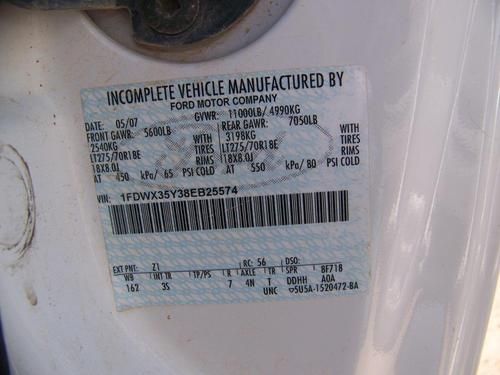 INCOMPLETE VEHICLE MANUFACTURED BY
FORD MOTOR COMPANY
DATE: 05/07 GVWR: 11000LB/ 4990KG
FRONT GAWR: 5600LB REAR GAWR: 7050LB
2540KG WITH 3198KG WITH
LT275/70R18E TIRES LT275/70R18E TIRES
18X8.0J RIMS 18X8.0J RIMS
AT 450 kPa/ 65 PSI COLD AT 550 kPa/ 80 PSI COLD
VIN: 1FDWX35Y38EB25574
EXT PNT: Z1 RC: 56 DSO:
WB INT TR TP/PS R AXLE TR SPR BF718
162 3S 7 4N T DDHH A0A
UNC 5U5A-1520472-BA